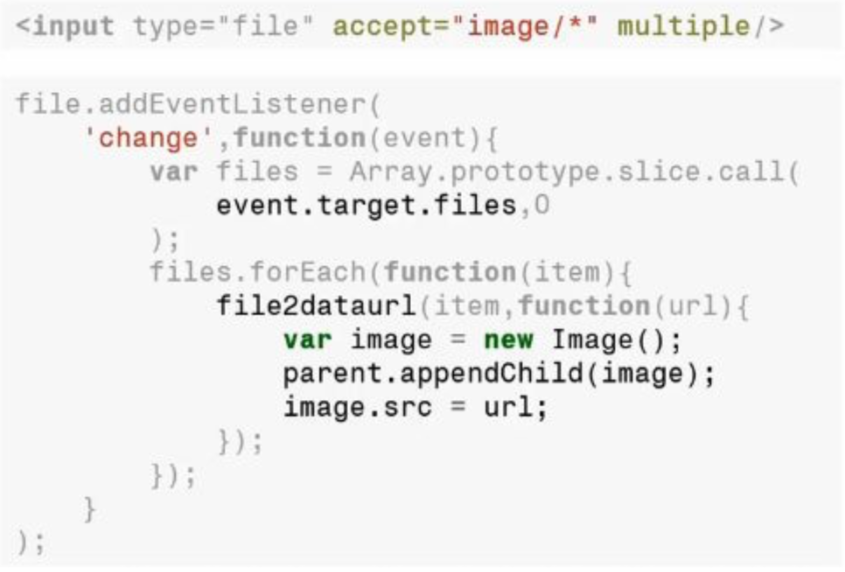 <input type="file" accept="image/*" multiple/>
file.addEventListener(
    'change',function(event){
        var files = Array.prototype.slice.call(
            event.target.files,0
        );
        files.forEach(function(item){
            file2dataurl(item,function(url){
                var image = new Image();
                parent.appendChild(image);
                image.src = url;
            });
        });
    }
);